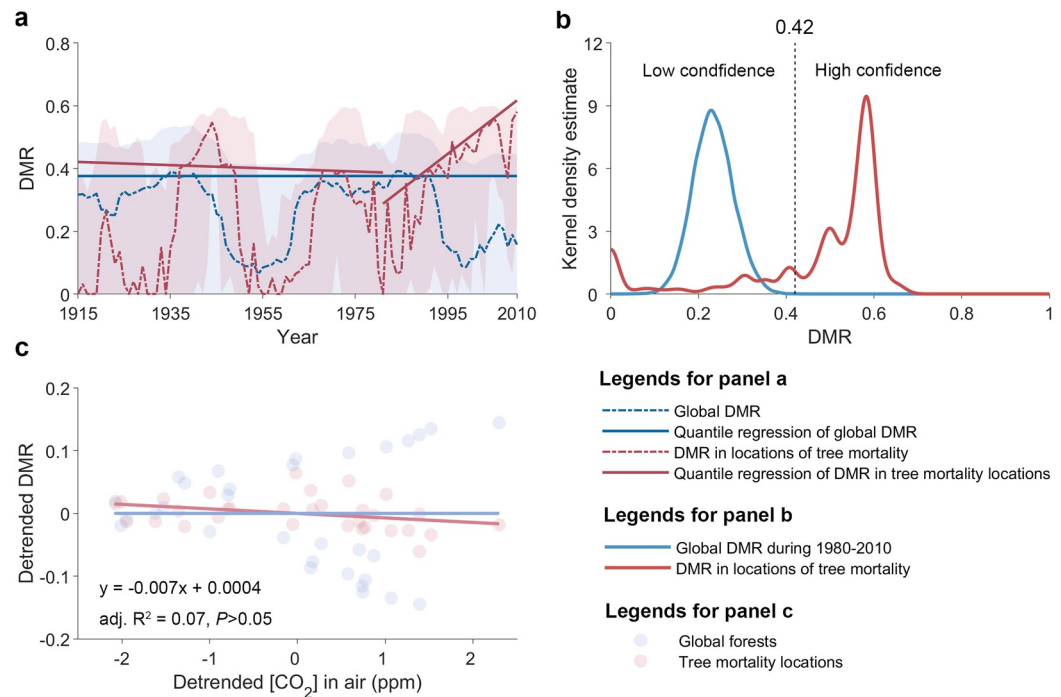 a
0.8
0.6
0.4
0.2
0
DMR
1915
1935
1955
1975
1995
2010
Year
b
0.42
12
9
6
3
0
Kernel density estimate
Low condfidence
High confidence
0
0.2
0.4
0.6
0.8
1
DMR
c
0.2
0.1
0
-0.1
-0.2
Detrended DMR
y = -0.007x + 0.0004
adj. R² = 0.07, P>0.05
-2
-1
0
1
2
Detrended [CO₂] in air (ppm)
Legends for panel a
Global DMR
Quantile regression of global DMR
DMR in locations of tree mortality
Quantile regression of DMR in tree mortality locations
Legends for panel b
Global DMR during 1980-2010
DMR in locations of tree mortality
Legends for panel c
Global forests
Tree mortality locations